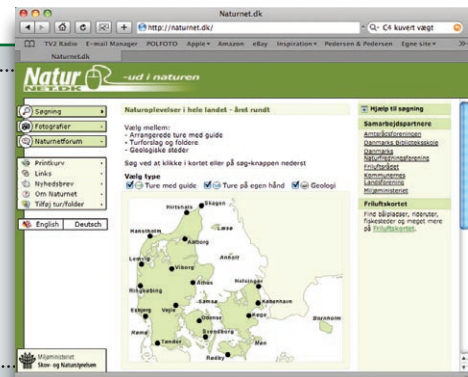 Naturnet.dk
http://naturnet.dk/
Q- C4 kuvert vægt
TV2 Radio
E-mail Manager
POLFOTO
Apple
Amazon
eBay
Inspiration
Pedersen & Pedersen
Egne site
Naturnet.dk
Natur
NET.DK
-ud i naturen
Søgning
Fotografier
Naturnetforum
Printkurv
Links
Nyhedsbrev
Om Naturnet
Tilføj tur/folder
English
Deutsch
Miljøministeriet
Skov- og Naturstyrelsen
Naturoplevelser i hele landet - året rundt
Vælg mellem:
- Arrangerede ture med guide
- Turforslag og foldere
- Geologiske steder
Søg ved at klikke i kortet eller på søg-knappen nederst
Vælg type
Ture med guide
Ture på egen hånd
Geologi
Skagen
Hirtshals
Læsø
Hanstholm
Aalborg
Anholt
Lemvig
Viborg
Århus
Helsingør
Ringkøbing
Samsø
København
Esbjerg
Vejle
Odense
Køge
Bornholm
Rømø
Svendborg
Møn
Tønder
Rødby
Hjælp til søgning
Samarbejdspartnere
Amtsrådsforeningen
Danmarks Biblioteksskole
Danmarks
Naturfredningsforening
Friluftsrådet
Kommunernes
Landsforening
Miljøministeriet
Friluftskortet
Find bålpladser, rideruter,
fiskesteder og meget mere
på Friluftskortet.